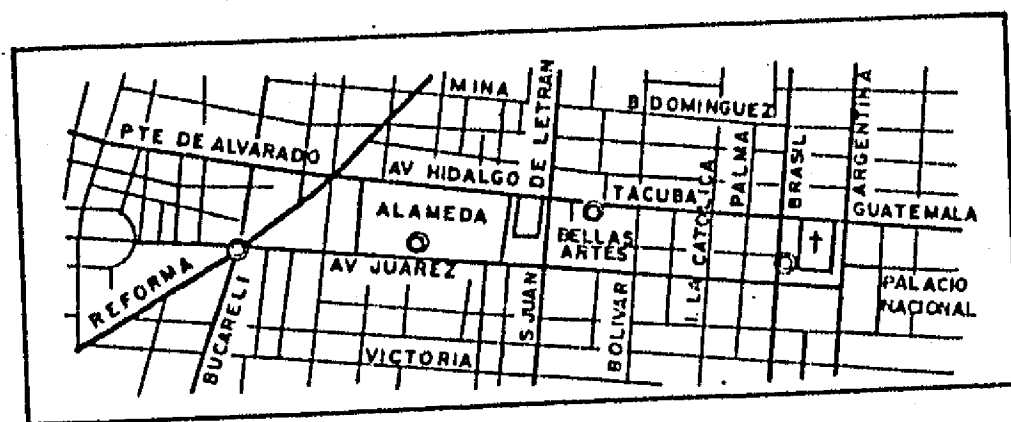 MINA
B. DOMINGUEZ
PTE DE ALVARADO
AV HIDALGO
S JUAN DE LETRAN
TACUBA
I. LA CATOLICA
PALMA
BRASIL
ARGENTINA
GUATEMALA
ALAMEDA
BELLAS
ARTES
AV JUAREZ
REFORMA
BUCARELI
VICTORIA
BOLIVAR
PALACIO
NACIONAL